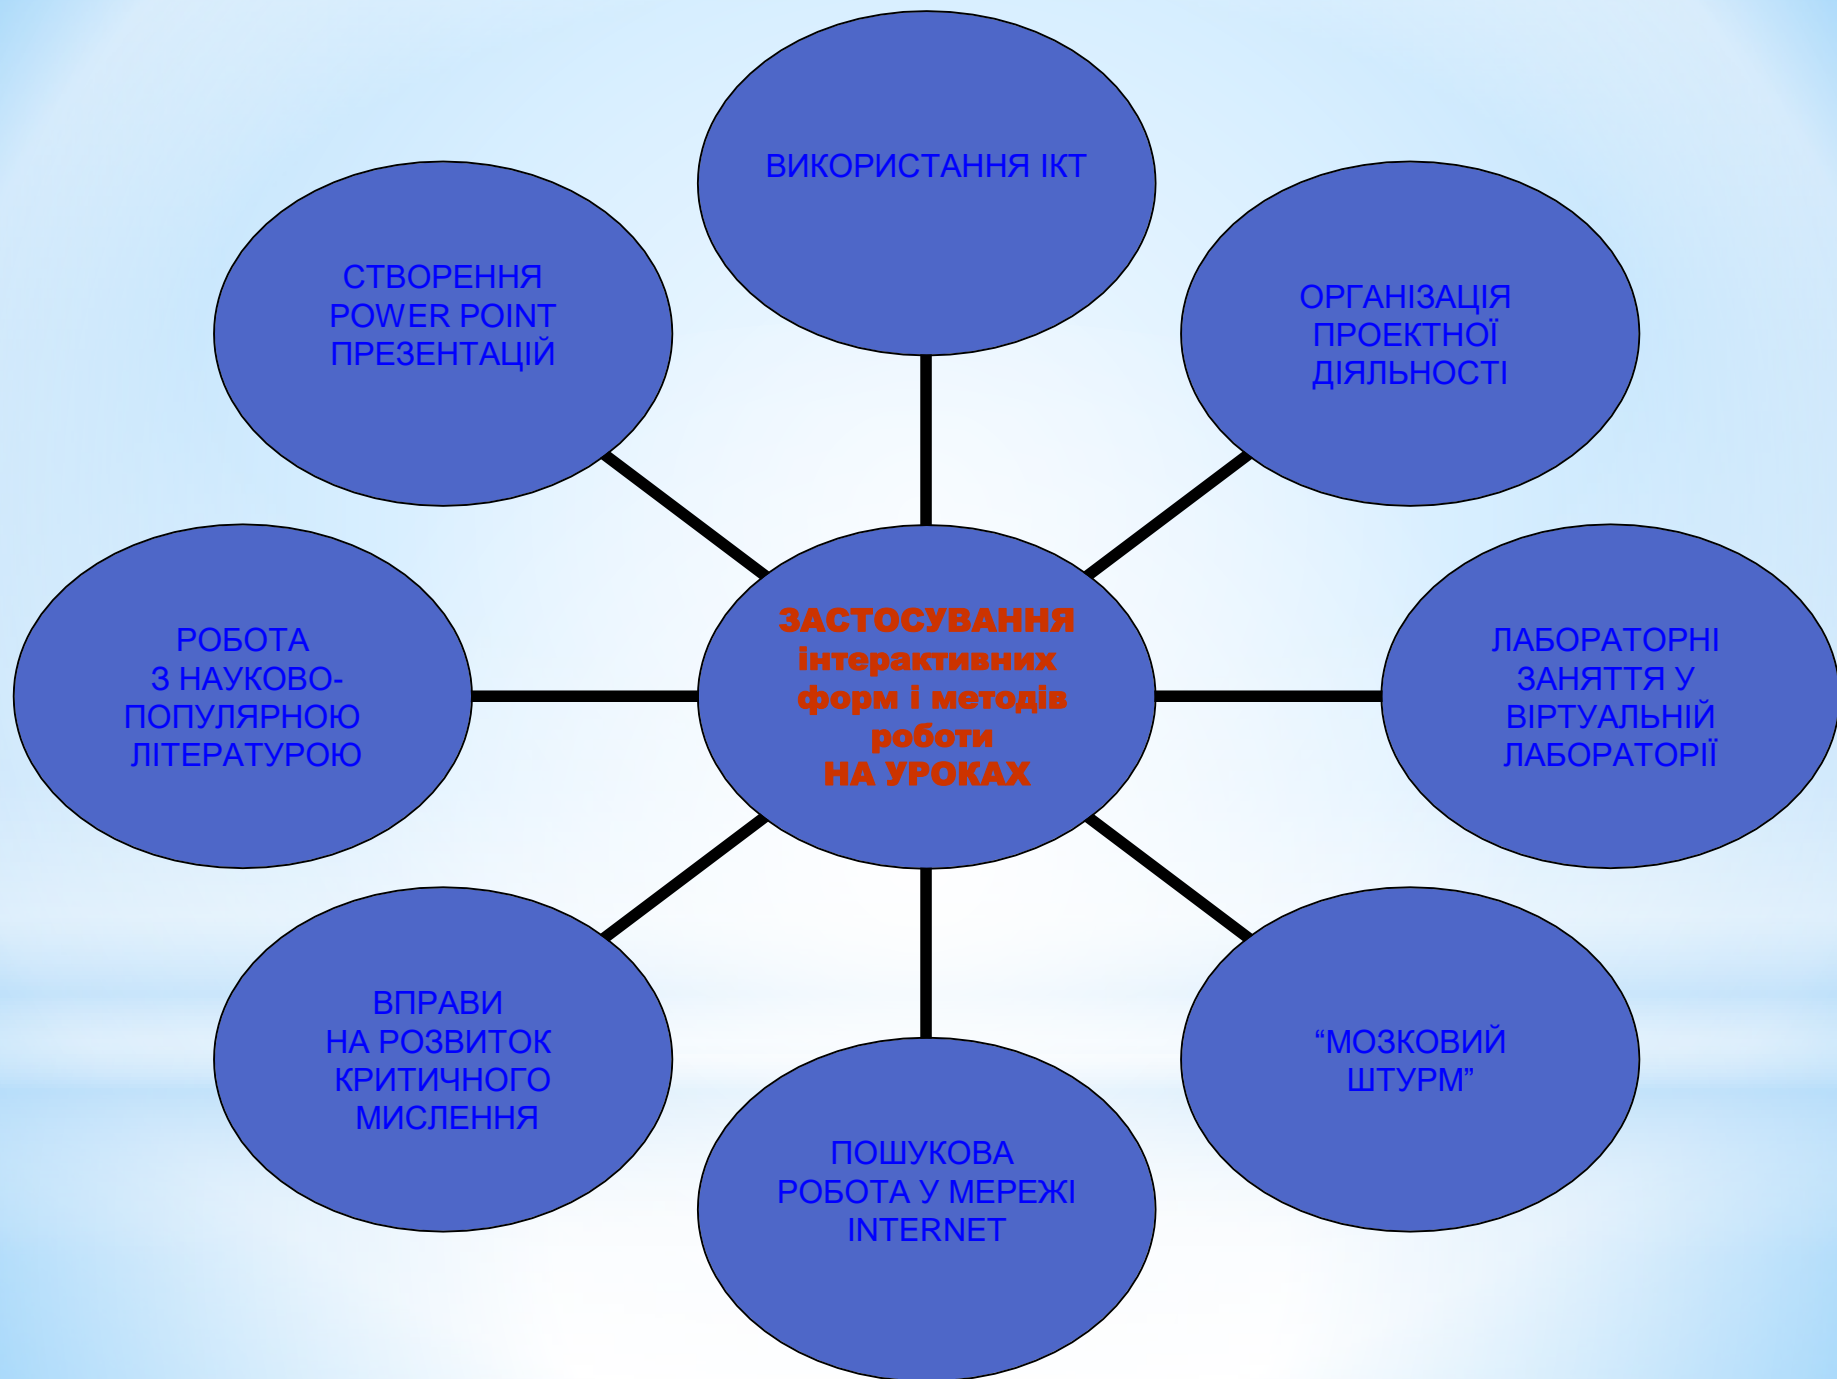 ВИКОРИСТАННЯ ІКТ
СТВОРЕННЯ
POWER POINT
ПРЕЗЕНТАЦІЙ
ОРГАНІЗАЦІЯ
ПРОЕКТНОЇ
ДІЯЛЬНОСТІ
РОБОТА
З НАУКОВО-
ПОПУЛЯРНОЮ
ЛІТЕРАТУРОЮ
ЗАСТОСУВАННЯ
інтерактивних
форм і методів
роботи
НА УРОКАХ
ЛАБОРАТОРНІ
ЗАНЯТТЯ У
ВІРТУАЛЬНІЙ
ЛАБОРАТОРІЇ
ВПРАВИ
НА РОЗВИТОК
КРИТИЧНОГО
МИСЛЕННЯ
“МОЗКОВИЙ
ШТУРМ”
ПОШУКОВА
РОБОТА У МЕРЕЖІ
INTERNET